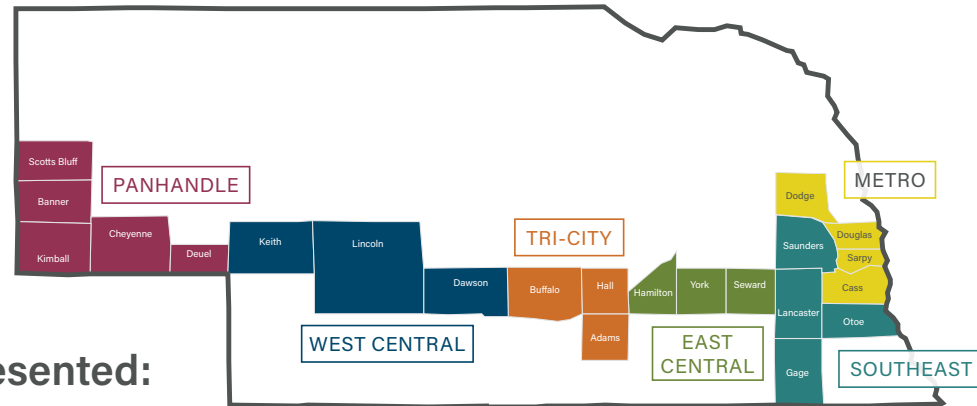 Scotts Bluff
Banner
Kimball
PANHANDLE
Cheyenne
Deuel
Keith
Lincoln
Dawson
WEST CENTRAL
TRI-CITY
Buffalo
Hall
Adams
Hamilton
York
Seward
EAST
CENTRAL
METRO
Dodge
Douglas
Sarpy
Cass
Saunders
Lancaster
Otoe
Gage
SOUTHEAST
esented: